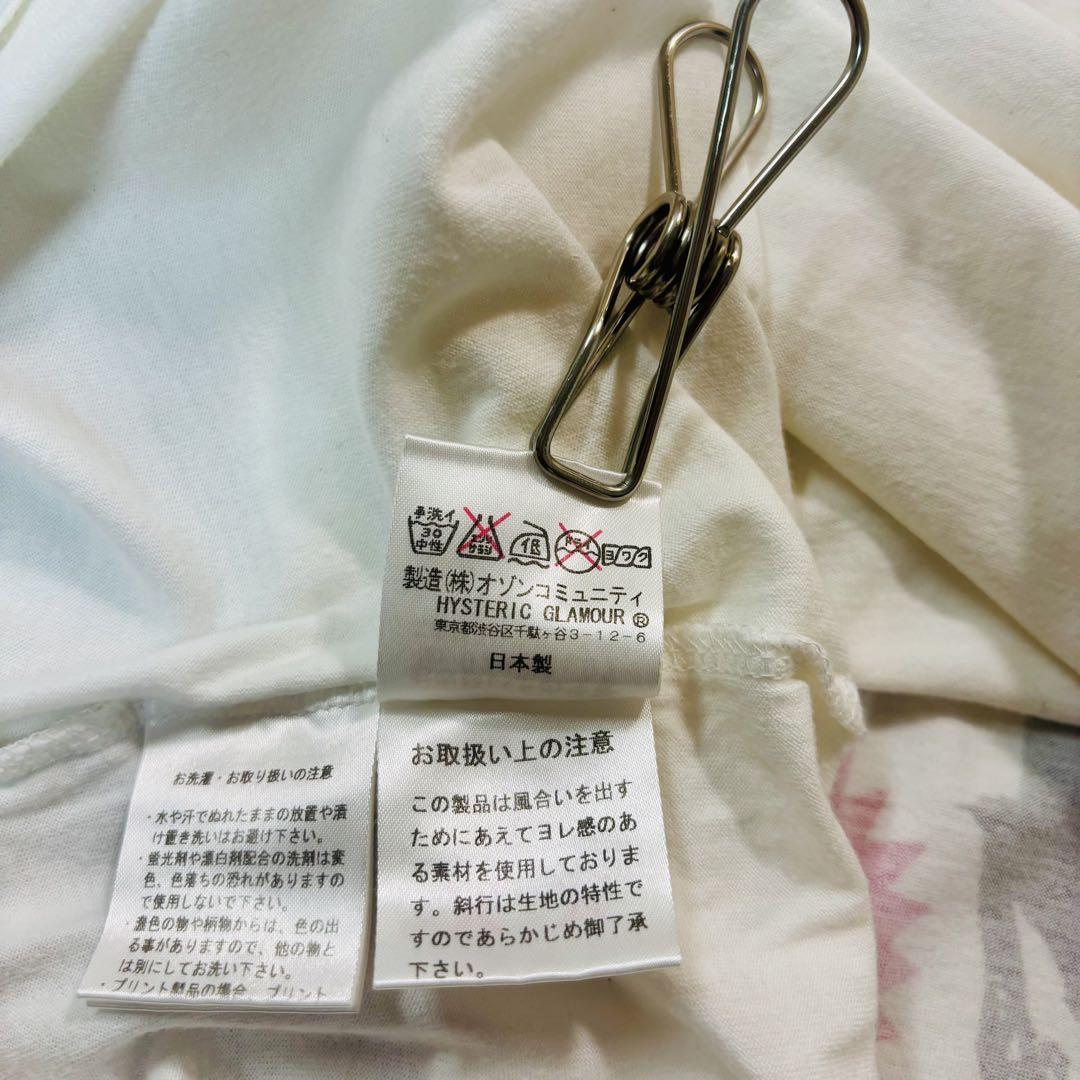 手洗イ
30
中性
エンソ
サラシ
低
ドライ
ヨワク
製造(株)オゾンコミュニティ
HYSTERIC GLAMOUR ®
東京都渋谷区千駄ヶ谷3-12-6
日本製
お洗濯・お取り扱いの注意
・水や汗でぬれたままの放置や漬
け置き洗いはお避け下さい。
・蛍光剤や漂白剤配合の洗剤は変
色、色落ちの恐れがありますの
で使用しないで下さい。
・濃色の物や柄物からは、色の出
る事がありますので、他の物と
は別にしてお洗い下さい。
・プリント製品の場合、プリント
お取扱い上の注意
この製品は風合いを出す
ためにあえてヨレ感のあ
る素材を使用しておりま
す。斜行は生地の特性で
すのであらかじめ御了承
下さい。